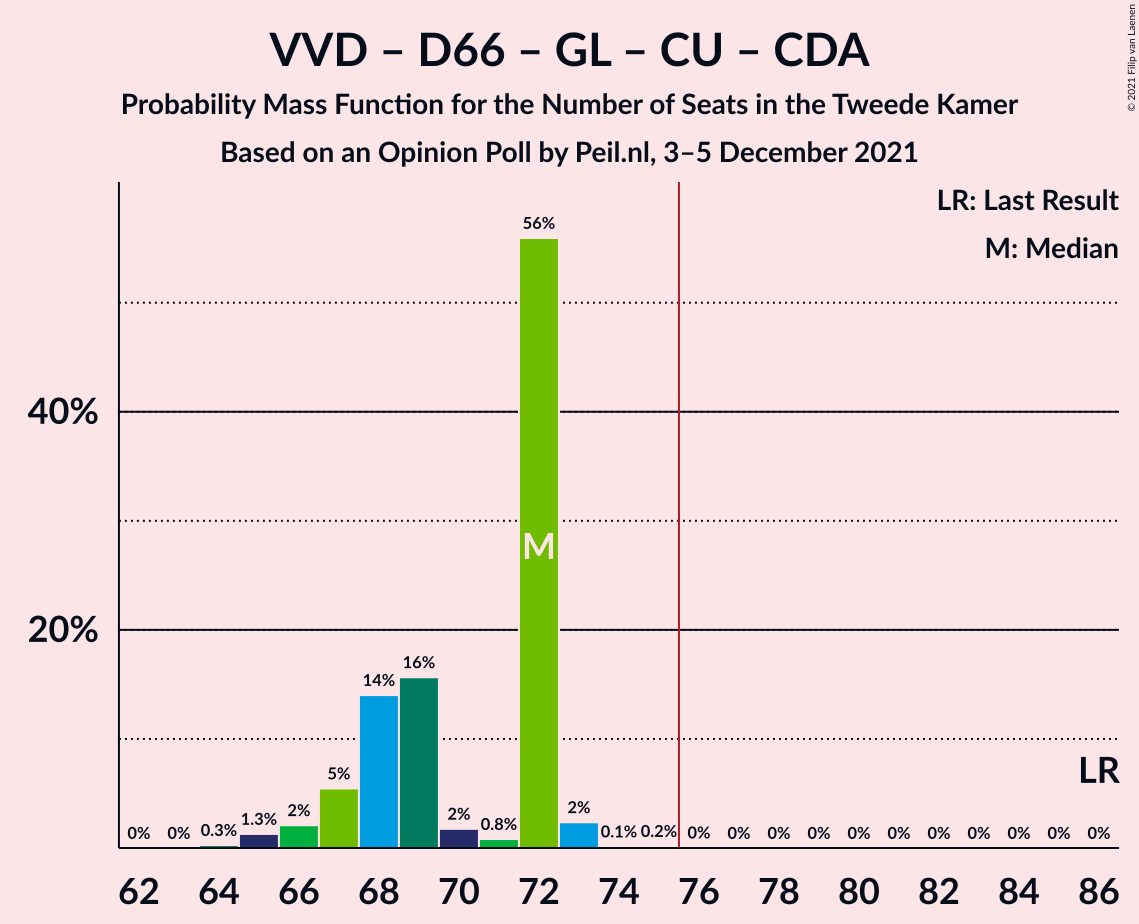 VVD – D66 – GL – CU – CDA
Probability Mass Function for the Number of Seats in the Tweede Kamer
Based on an Opinion Poll by Peil.nl, 3–5 December 2021
© 2021 Filip van Laenen
LR: Last Result
M: Median
56%
40%
M
20%
16%
14%
5%
LR
0% 0% 0.3% 1.3% 2% 2% 0.8% 2% 0.1% 0.2% 0% 0% 0% 0% 0% 0% 0% 0% 0% 0% 0%
62 64 66 68 70 72 74 76 78 80 82 84 86